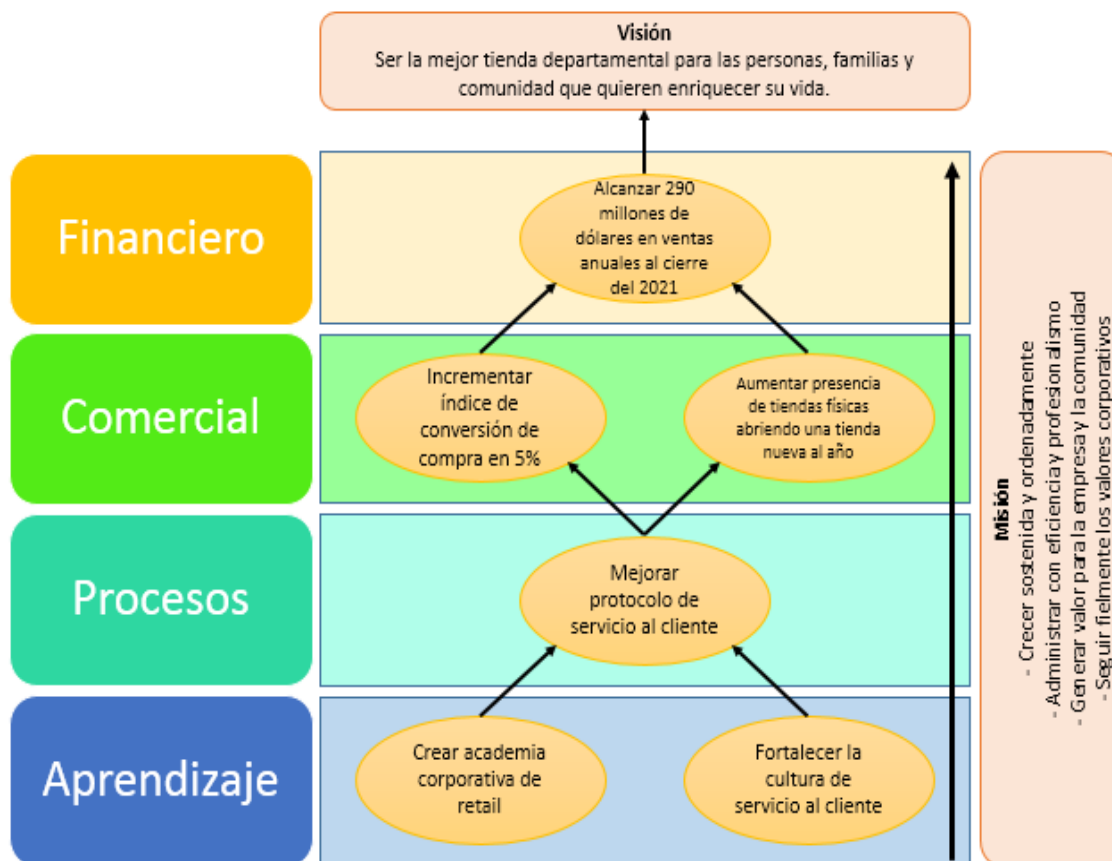 Visión
Ser la mejor tienda departamental para las personas, familias y
comunidad que quieren enriquecer su vida.
Financiero
Alcanzar 290
millones de
dólares en ventas
anuales al cierre
del 2021
Comercial
Incrementar
índice de
conversión de
compra en 5%
Aumentar presencia
de tiendas físicas
abriendo una tienda
nueva al año
Procesos
Mejorar
protocolo de
servicio al cliente
Aprendizaje
Crear academia
corporativa de
retail
Fortalecer la
cultura de
servicio al cliente
Misión
- Crecer sostenida y ordenadamente
- Administrar con eficiencia y profesionalismo
- Generar valor para la empresa y la comunidad
- Seguir fielmente los valores corporativos